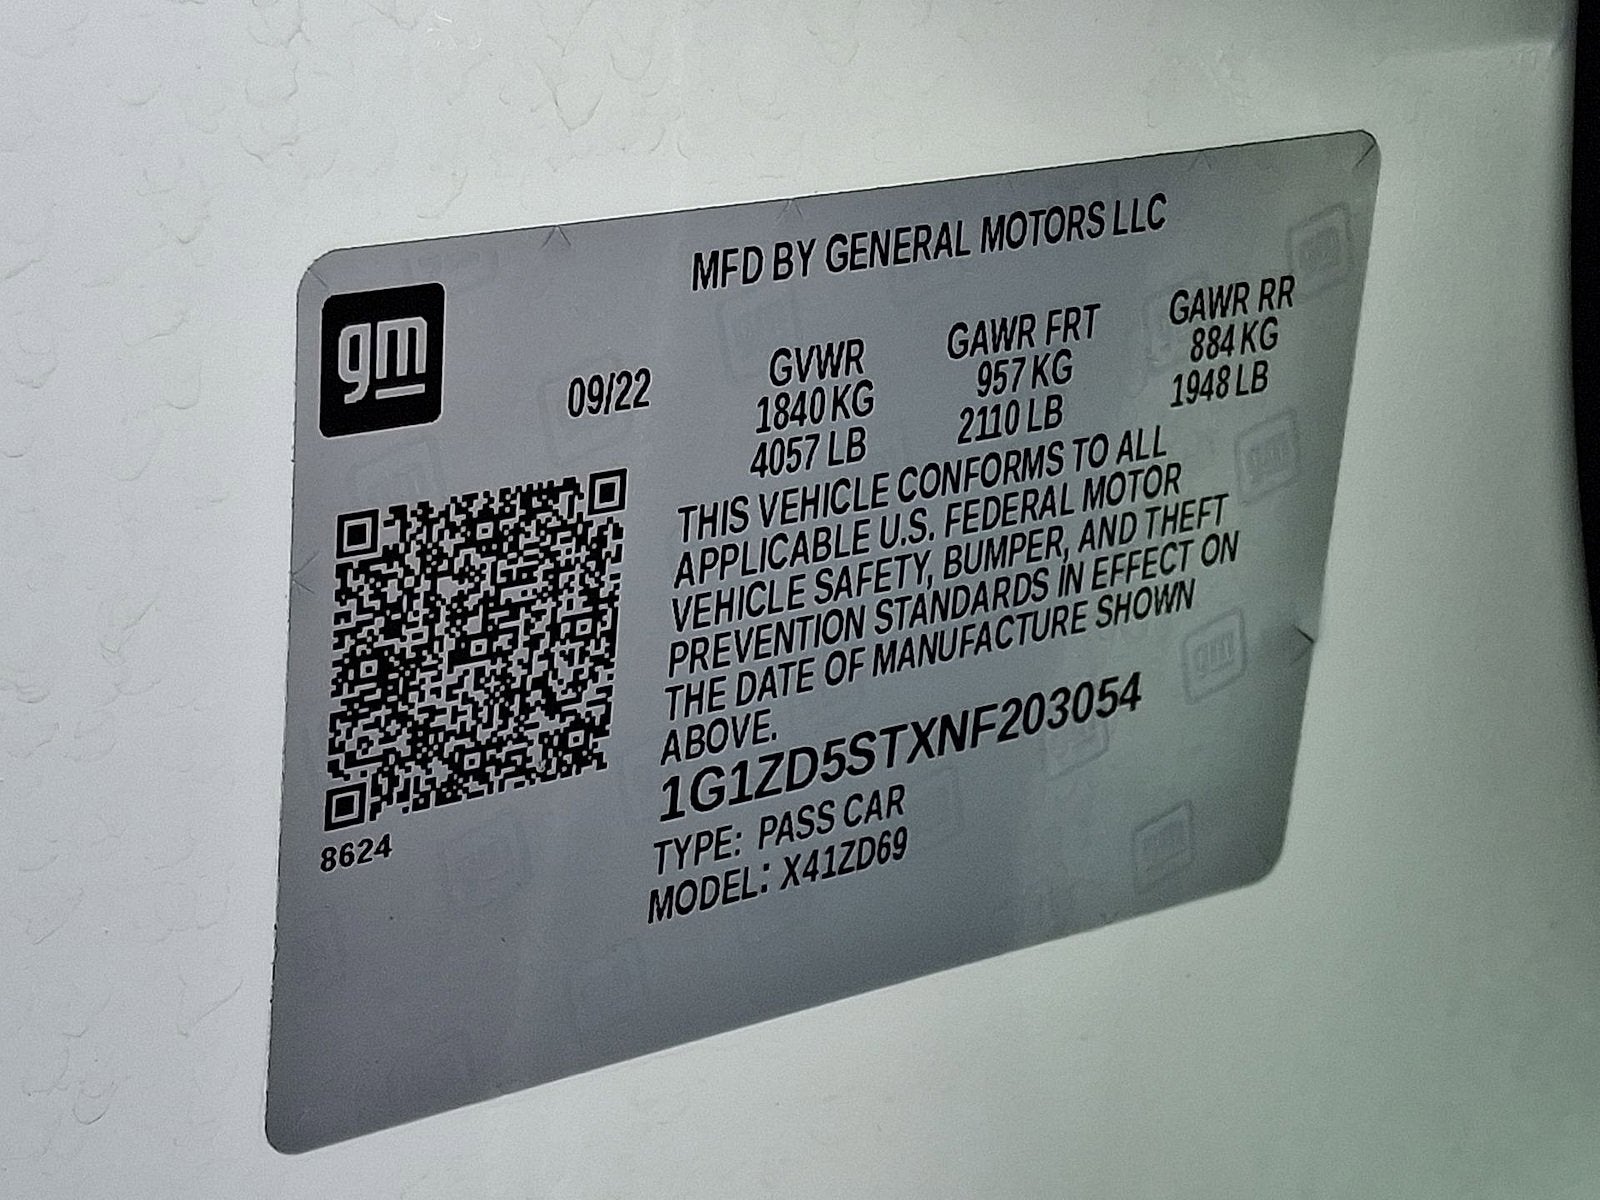 MFD BY GENERAL MOTORS LLC
gm
09/22
GVWR
1840 KG
4057 LB
GAWR FRT
957 KG
2110 LB
GAWR RR
884 KG
1948 LB
THIS VEHICLE CONFORMS TO ALL
APPLICABLE U.S. FEDERAL MOTOR
VEHICLE SAFETY, BUMPER, AND THEFT
PREVENTION STANDARDS IN EFFECT ON
THE DATE OF MANUFACTURE SHOWN
ABOVE.
1G1ZD5STXNF203054
TYPE: PASS CAR
MODEL: X41ZD69
8624